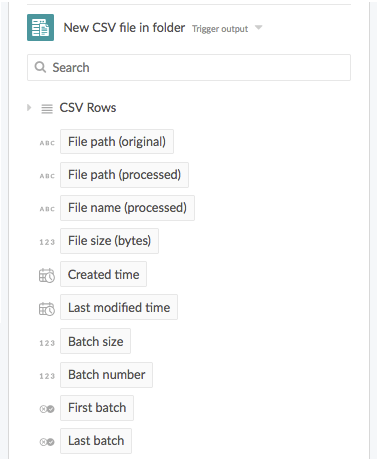 New CSV file in folder Trigger output
Search
CSV Rows
ABC File path (original)
ABC File path (processed)
ABC File name (processed)
123 File size (bytes)
Created time
Last modified time
123 Batch size
123 Batch number
First batch
Last batch